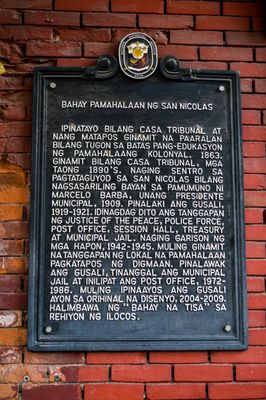 BAHAY PAMAHALAAN NG SAN NICOLAS
IPINATAYO BILANG CASA TRIBUNAL AT
NANG MATAPOS GINAMIT NA PAARALAN
BILANG TUGON SA BATAS PANG-EDUKASYON
NG PAMAHALAANG KOLONYAL, 1863.
GINAMIT BILANG CASA TRIBUNAL, MGA
TAONG 1890'S. NAGING SENTRO SA
PAGTATAGUYOD SA SAN NICOLAS BILANG
NAGSASARILING BAYAN SA PAMUMUNO NI
MARCELO BARBA, UNANG PRESIDENTE
MUNICIPAL, 1909. PINALAKI ANG GUSALI,
1919-1921. IDINAGDAG DITO ANG TANGGAPAN
NG JUSTICE OF THE PEACE, POLICE FORCE,
POST OFFICE, SESSION HALL, TREASURY
AT MUNICIPAL JAIL. NAGING GARISON NG
MGA HAPON, 1942-1945. MULING GINAMIT
NA TANGGAPAN NG LOKAL NA PAMAHALAAN
PAGKATAPOS NG DIGMAAN. PINALAWAK
ANG GUSALI, TINANGGAL ANG MUNICIPAL
JAIL AT INILIPAT ANG POST OFFICE, 1972-
1986. MULING IPINAAYOS ANG GUSALI
AYON SA ORIHINAL NA DISENYO, 2004-2009.
HALIMBAWA NG "BAHAY NA TISA" SA
REHIYON NG ILOCOS.